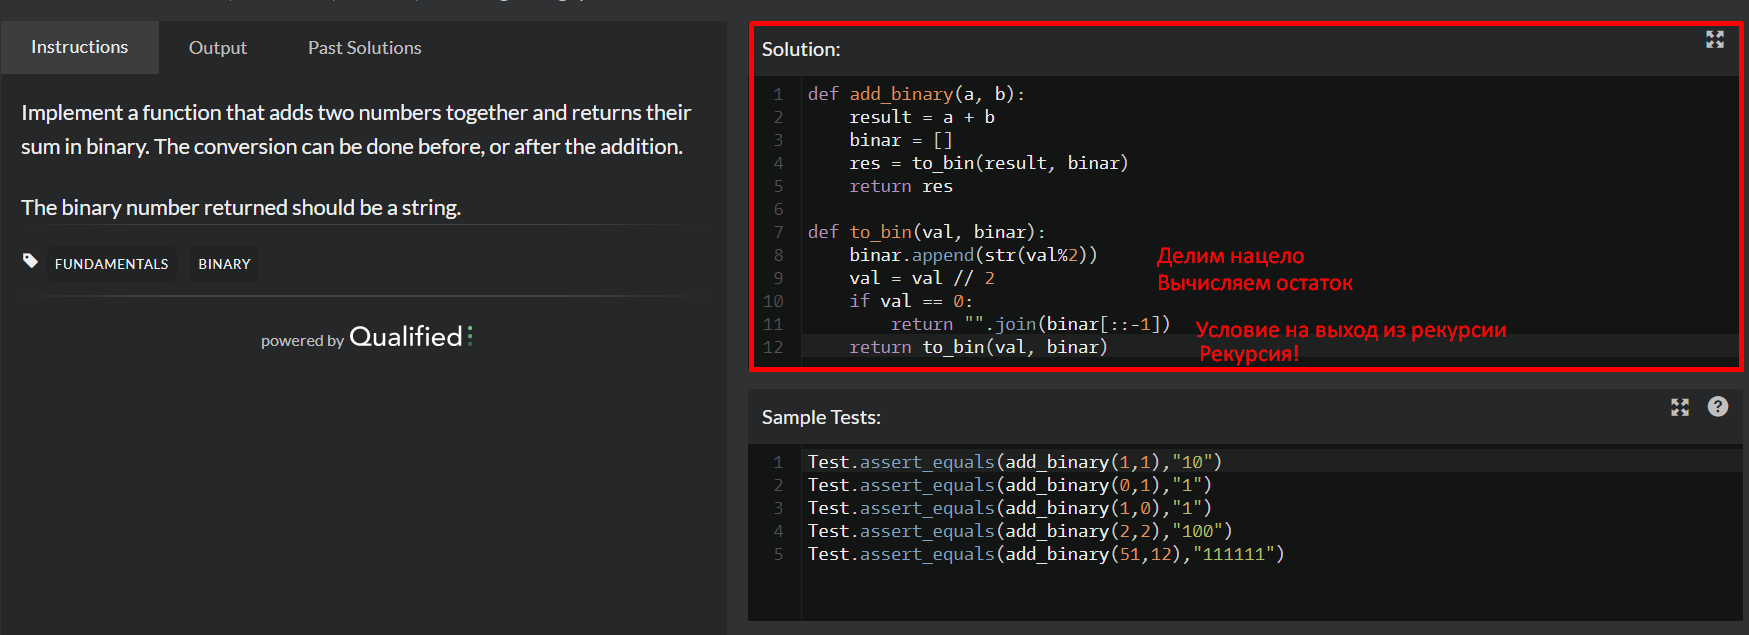 Instructions
Output
Past Solutions
Implement a function that adds two numbers together and returns their
sum in binary. The conversion can be done before, or after the addition.
The binary number returned should be a string.
FUNDAMENTALS
BINARY
powered by Qualified
Solution:
1 def add_binary(a, b):
2     result = a + b
3     binar = []
4     res = to_bin(result, binar)
5     return res
6
7 def to_bin(val, binar):
8     binar.append(str(val%2))
Делим нацело
9     val = val // 2
Вычисляем остаток
10     if val == 0:
11         return "".join(binar[::-1])
Условие на выход из рекурсии
12     return to_bin(val, binar)
Рекурсия!
Sample Tests:
?
1 Test.assert_equals(add_binary(1,1),"10")
2 Test.assert_equals(add_binary(0,1),"1")
3 Test.assert_equals(add_binary(1,0),"1")
4 Test.assert_equals(add_binary(2,2),"100")
5 Test.assert_equals(add_binary(51,12),"111111")